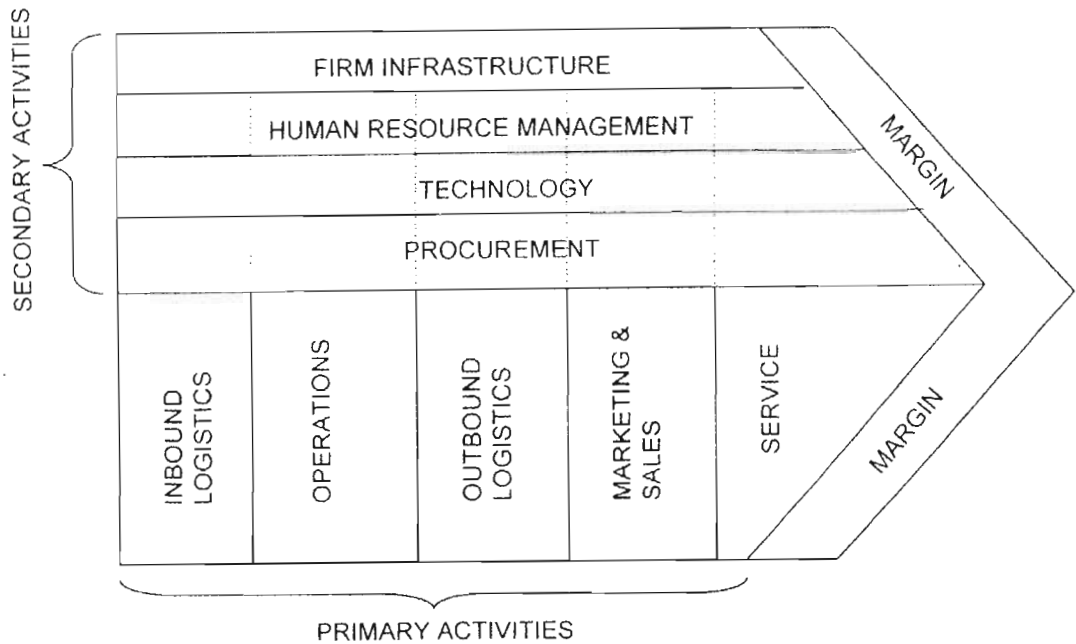 SECONDARY ACTIVITIES
FIRM INFRASTRUCTURE
HUMAN RESOURCE MANAGEMENT
TECHNOLOGY
PROCUREMENT
MARGIN
INBOUND
LOGISTICS
OPERATIONS
OUTBOUND
LOGISTICS
MARKETING &
SALES
SERVICE
MARGIN
PRIMARY ACTIVITIES